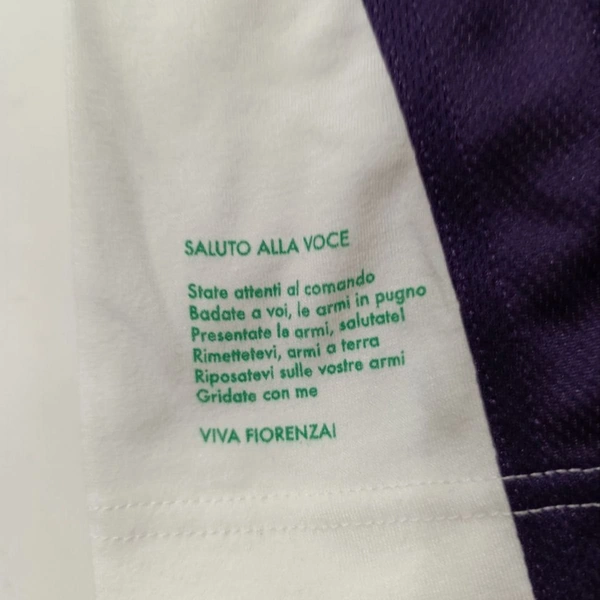 SALUTO ALLA VOCE
State attenti al comando
Badate a voi, le armi in pugno
Presentate le armi, salutate!
Rimettetevi, armi a terra
Riposatevi sulle vostre armi
Gridate con me
VIVA FIORENZA!